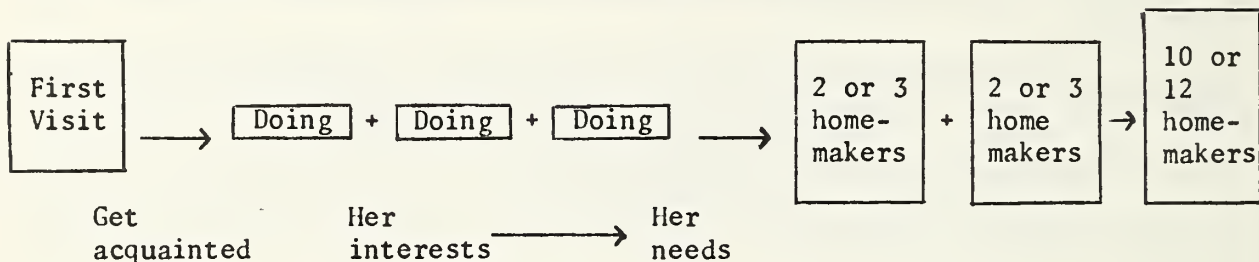 First
Visit
Doing + Doing + Doing
2 or 3
home-
makers
+
2 or 3
home
makers
10 or
12
home-
makers
Get
acquainted
Her
interests
Her
needs